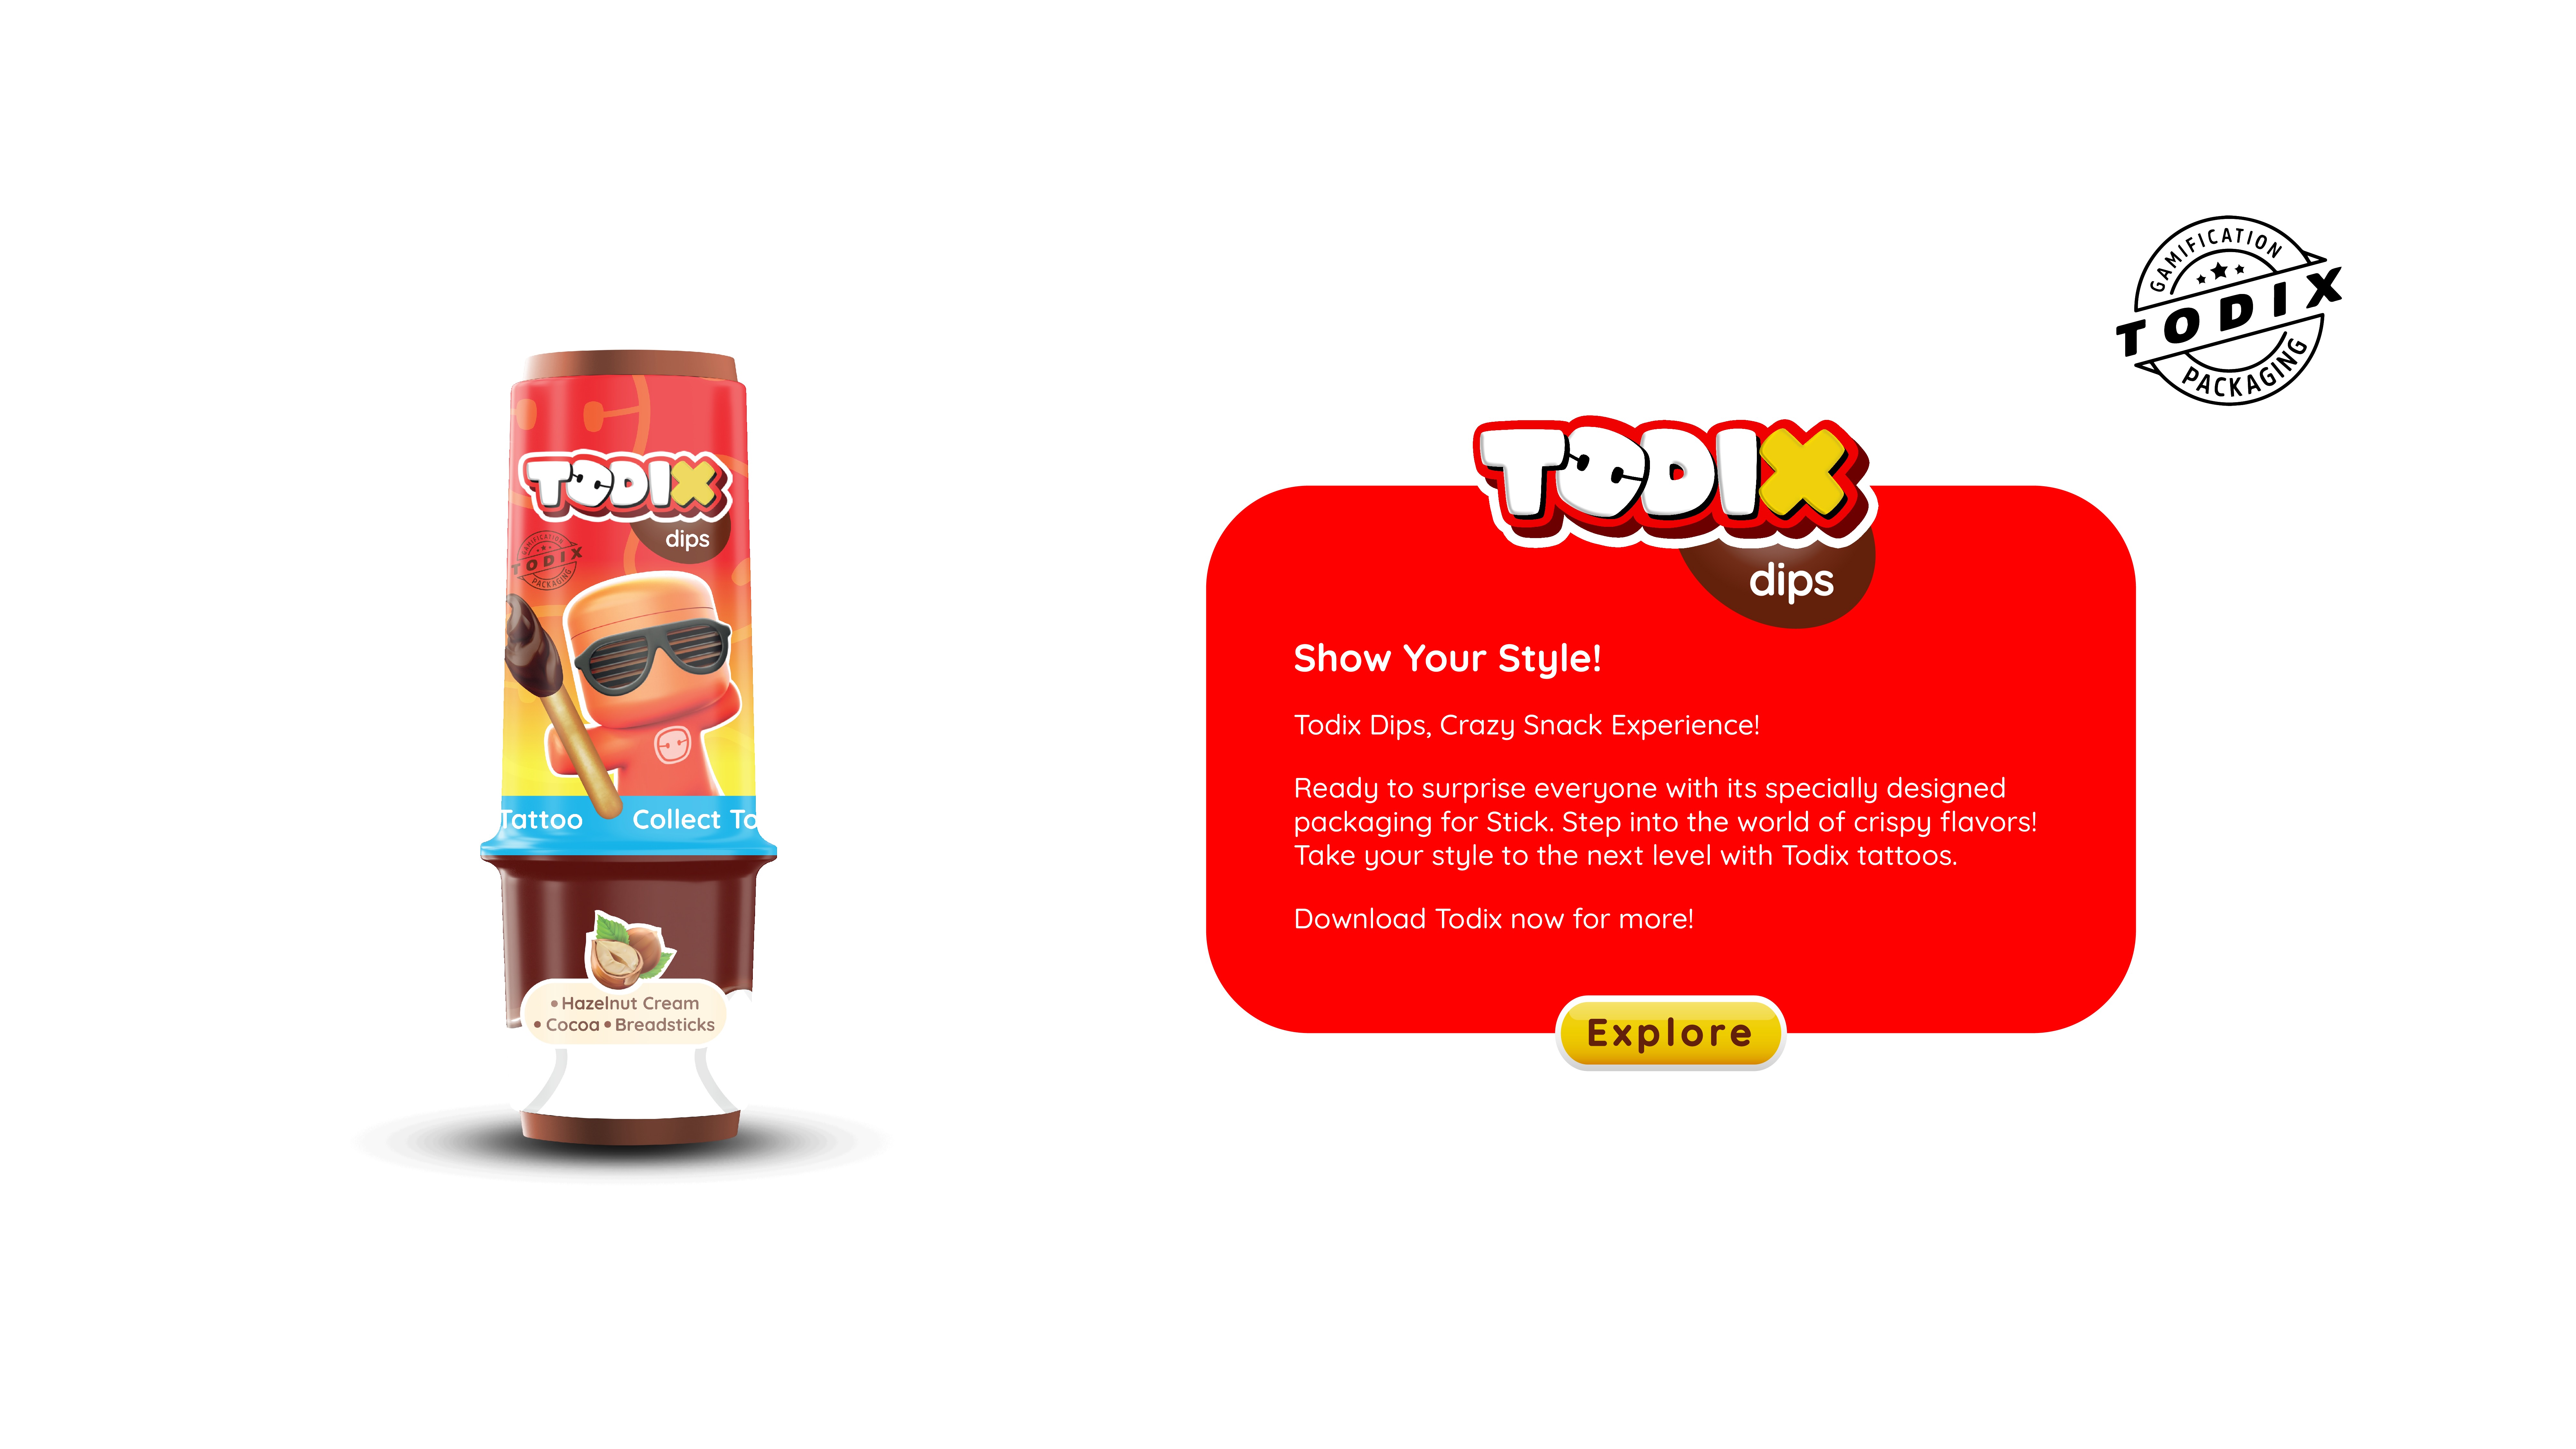 TODIX
dips
GAMIFICATION
TODIX
PACKAGING
Tattoo Collect To
• Hazelnut Cream
• Cocoa • Breadsticks
GAMIFICATION
TODIX
PACKAGING
TODIX
dips
Show Your Style!
Todix Dips, Crazy Snack Experience!
Ready to surprise everyone with its specially designed
packaging for Stick. Step into the world of crispy flavors!
Take your style to the next level with Todix tattoos.
Download Todix now for more!
Explore